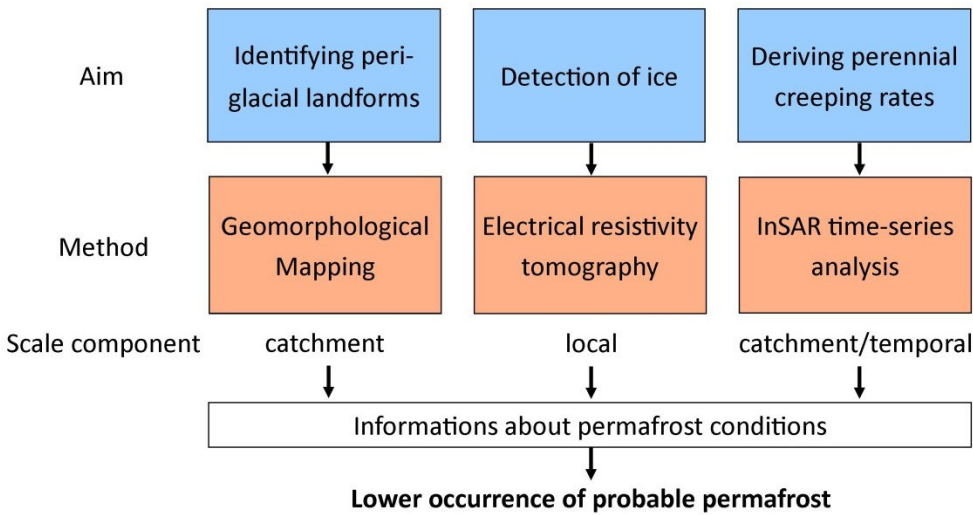 Aim
Identifying peri-
glacial landforms
Detection of ice
Deriving perennial
creeping rates
Method
Geomorphological
Mapping
Electrical resistivity
tomography
InSAR time-series
analysis
Scale component
catchment
local
catchment/temporal
Informations about permafrost conditions
Lower occurrence of probable permafrost